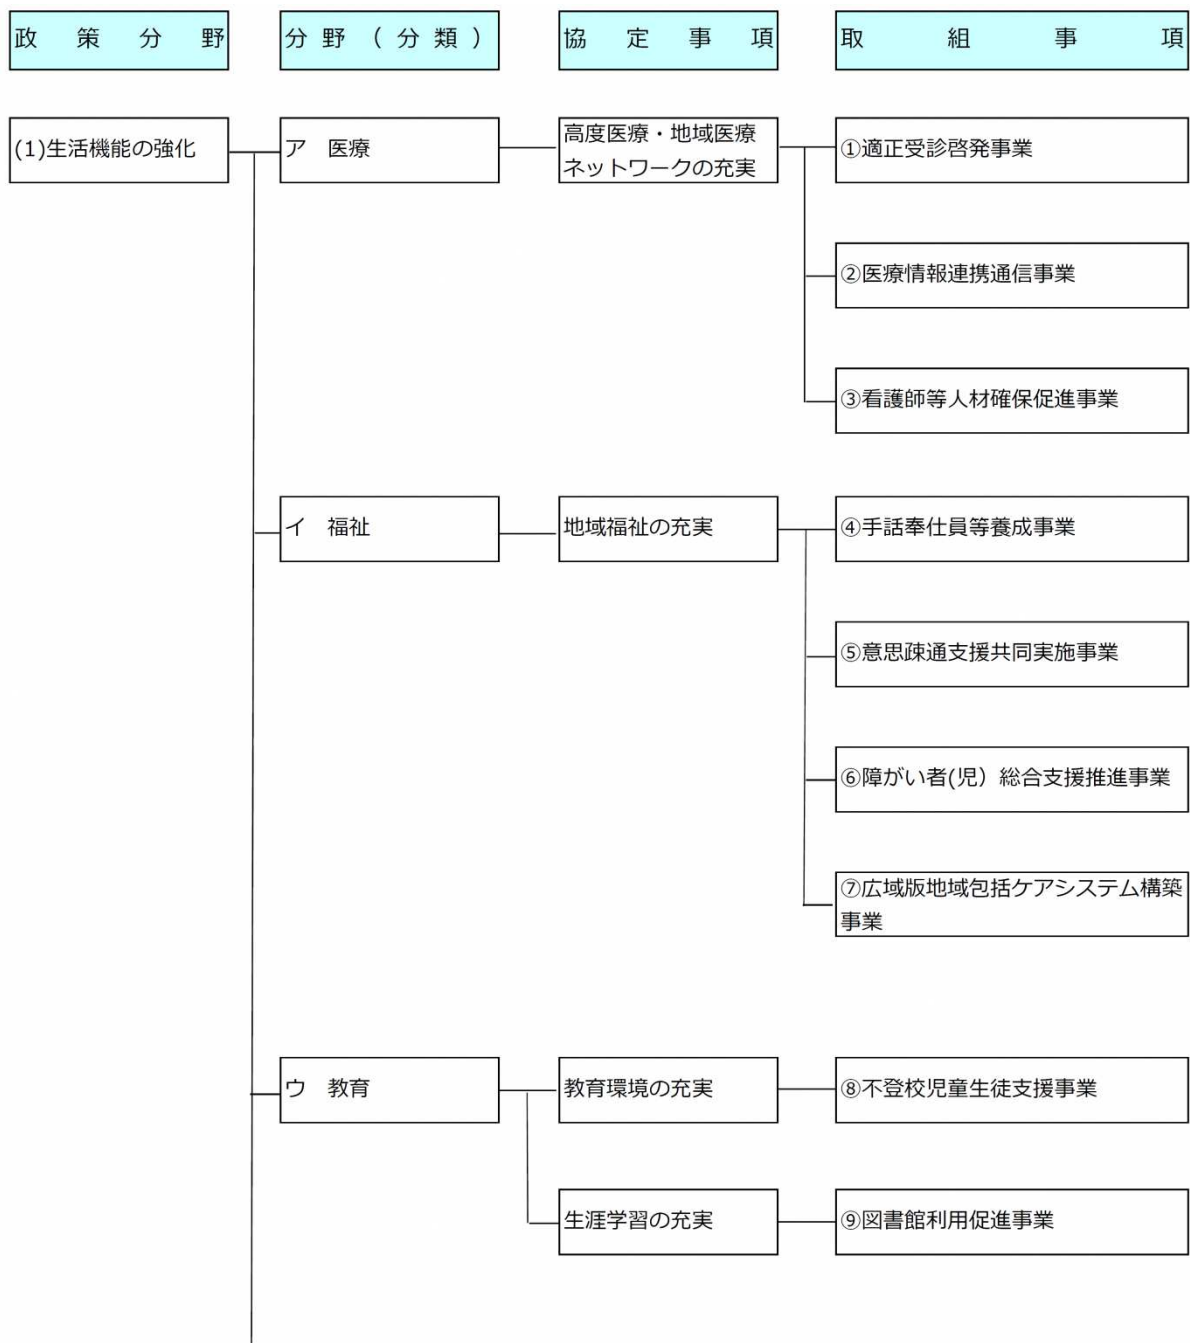 政策分野
分野（分類）
協定事項
取組事項
(1)生活機能の強化
ア　医療
高度医療・地域医療
ネットワークの充実
①適正受診啓発事業
②医療情報連携通信事業
③看護師等人材確保促進事業
イ　福祉
地域福祉の充実
④手話奉仕員等養成事業
⑤意思疎通支援共同実施事業
⑥障がい者(児）総合支援推進事業
⑦広域版地域包括ケアシステム構築
事業
ウ　教育
教育環境の充実
⑧不登校児童生徒支援事業
生涯学習の充実
⑨図書館利用促進事業